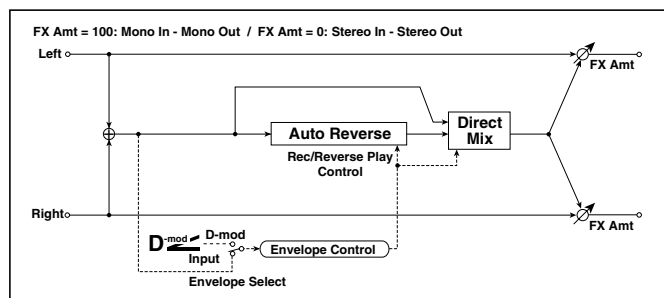 FX Amt = 100: Mono In - Mono Out / FX Amt = 0: Stereo In - Stereo Out
Left
FX Amt
Auto Reverse
Direct
Mix
Rec/Reverse Play
Control
Right
FX Amt
D-mod
D-mod
Input
Envelope Control
Envelope Select